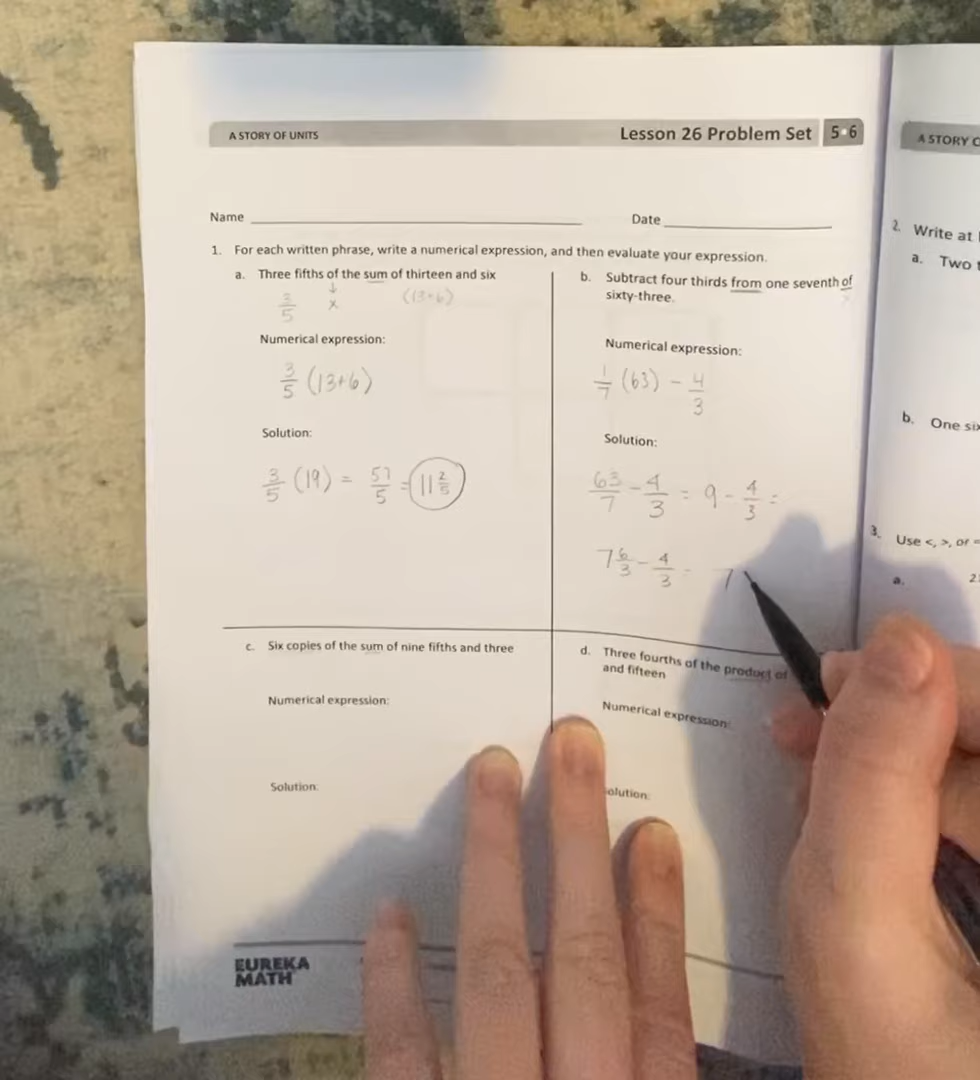 A STORY OF UNITS
Lesson 26 Problem Set 5•6
Name
Date
1. For each written phrase, write a numerical expression, and then evaluate your expression.
a. Three fifths of the sum of thirteen and six
3/5 × (13+6)
Numerical expression:
3/5 (13+6)
Solution:
3/5 (19) = 57/5 = 11 2/5
b. Subtract four thirds from one seventh of
sixty-three.
Numerical expression:
1/7 (63) - 4/3
Solution:
63/7 - 4/3 = 9 - 4/3 =
7 6/3 - 4/3 = 7
c. Six copies of the sum of nine fifths and three
Numerical expression:
Solution:
d. Three fourths of the product of
and fifteen
Numerical expression:
olution:
EUREKA
MATH
A STORY
2. Write at
a. Two
b. One
3. Use <, >, or =
a.